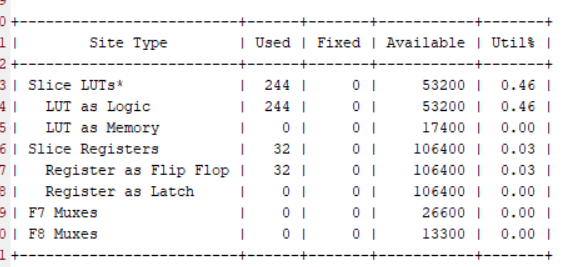 0 +-------------------------+------+-------+-----------+-------+
1 |        Site Type        | Used | Fixed | Available | Util% |
2 +-------------------------+------+-------+-----------+-------+
3 | Slice LUTs*             |  244 |     0 |     53200 |  0.46 |
4 |   LUT as Logic          |  244 |     0 |     53200 |  0.46 |
5 |   LUT as Memory         |    0 |     0 |     17400 |  0.00 |
6 | Slice Registers         |   32 |     0 |    106400 |  0.03 |
7 |   Register as Flip Flop |   32 |     0 |    106400 |  0.03 |
8 |   Register as Latch     |    0 |     0 |    106400 |  0.00 |
9 | F7 Muxes                |    0 |     0 |     26600 |  0.00 |
0 | F8 Muxes                |    0 |     0 |     13300 |  0.00 |
1 +-------------------------+------+-------+-----------+-------+